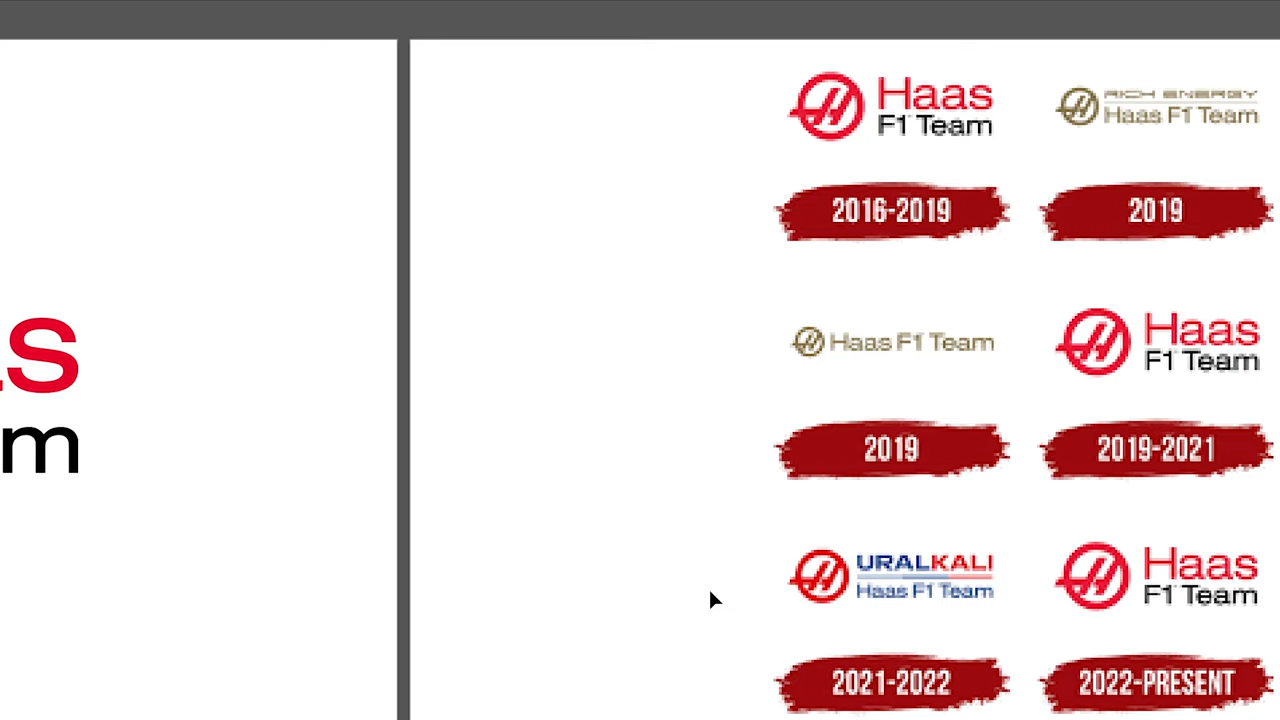 s
m
Haas
F1 Team
RICH ENERGY
Haas F1 Team
2016-2019
2019
Haas F1 Team
Haas
F1 Team
2019
2019-2021
URALKALI
Haas F1 Team
Haas
F1 Team
2021-2022
2022-PRESENT